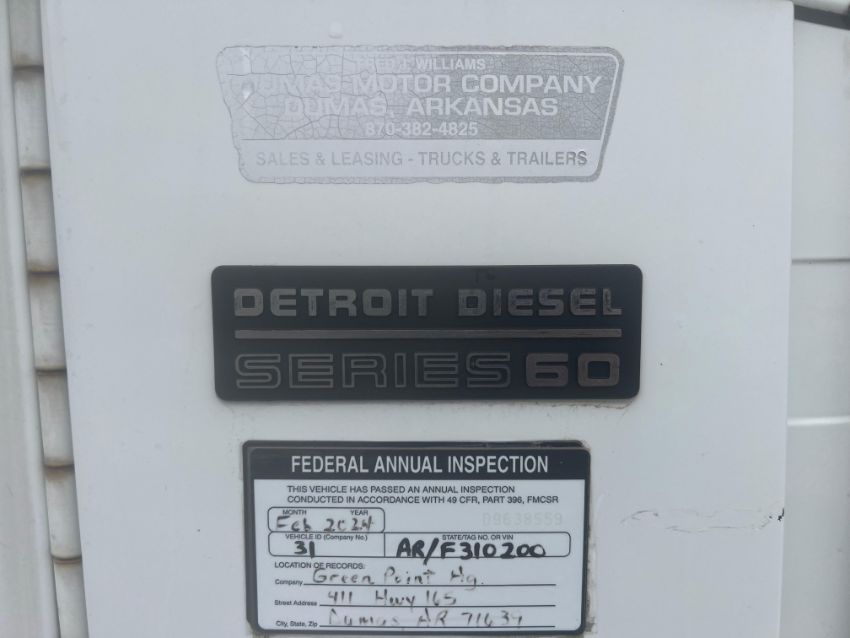 FRED J. WILLIAMS
DUMAS MOTOR COMPANY
DUMAS, ARKANSAS
870-382-4825
SALES & LEASING - TRUCKS & TRAILERS
DETROIT DIESEL
SERIES 60
FEDERAL ANNUAL INSPECTION
THIS VEHICLE HAS PASSED AN ANNUAL INSPECTION
CONDUCTED IN ACCORDANCE WITH 49 CFR, PART 396, FMCSR
MONTH YEAR
Feb 2024 09638559
VEHICLE ID (Company No.) STATE/TAG NO. OR VIN
31 AR/F310200
LOCATION OF RECORDS:
Company Green Point Ag.
Street Address 411 Hwy 165
City, State, Zip Dumas AR 71639